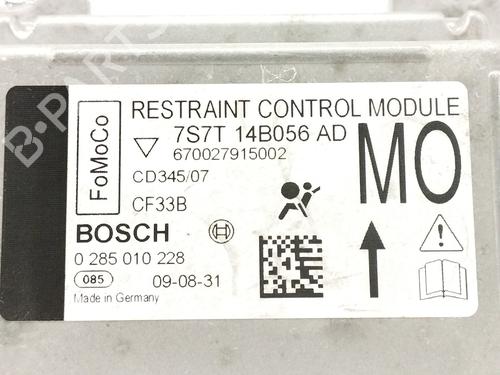 RESTRAINT CONTROL MODULE
FoMoCo
7S7T 14B056 AD
670027915002
MO
CD345/07
CF33B
BOSCH
0 285 010 228
085
09-08-31
Made in Germany
B-PARTS